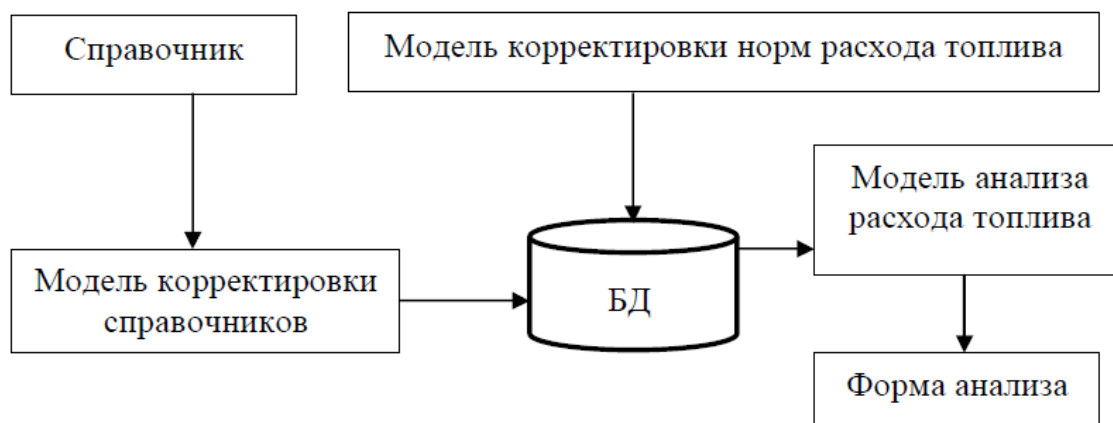 Справочник
Модель корректировки норм расхода топлива
Модель анализа
расхода топлива
Модель корректировки
справочников
БД
Форма анализа